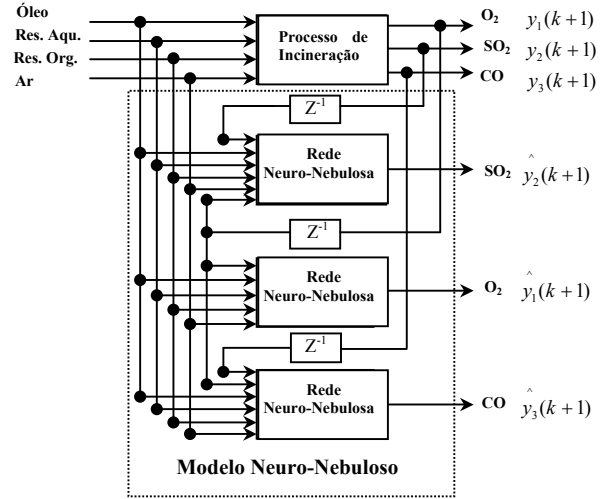 Óleo
Res. Aqu.
Res. Org.
Ar
Processo de
Incineração
O₂ y₁(k+1)
SO₂ y₂(k+1)
CO y₃(k+1)
Z⁻¹
Rede
Neuro-Nebulosa
SO₂ ŷ₂(k+1)
Z⁻¹
Rede
Neuro-Nebulosa
O₂ ŷ₁(k+1)
Z⁻¹
Rede
Neuro-Nebulosa
CO ŷ₃(k+1)
Modelo Neuro-Nebuloso